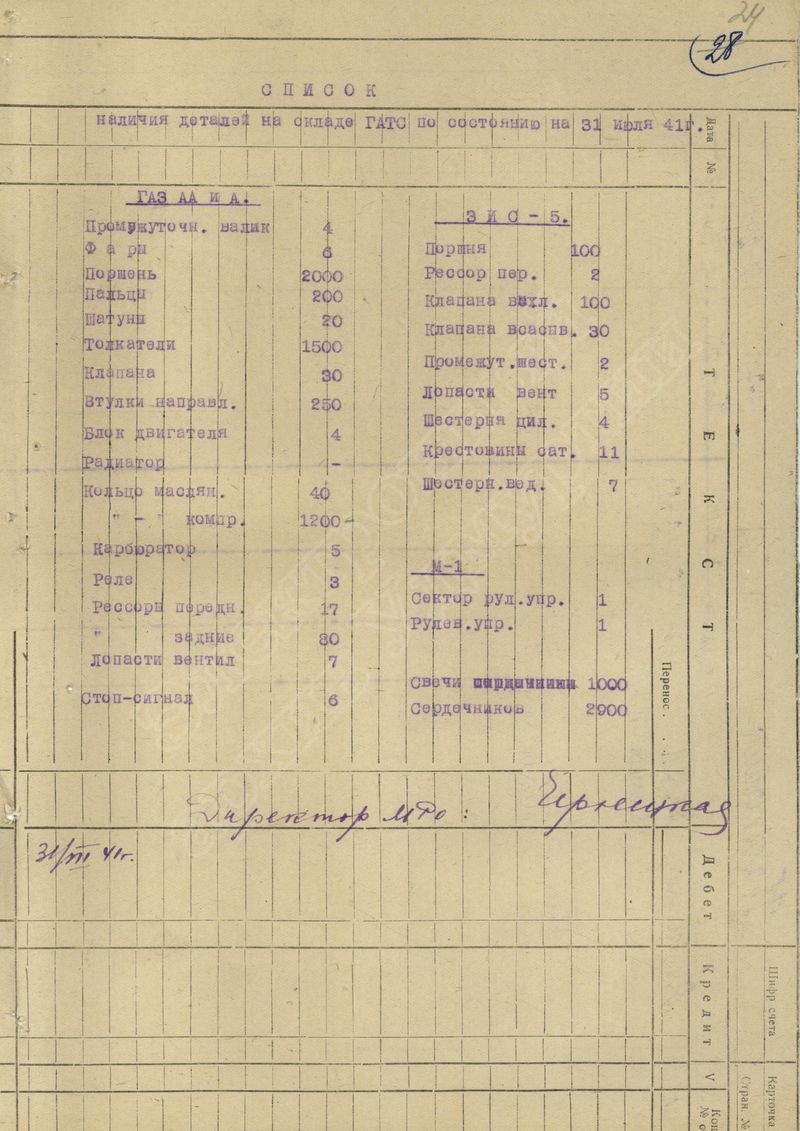 24
28
СПИСОК
наличия деталей на складе ГАТС по состоянию на 31 июля 41г.
Дата №
ГАЗ АА и А.
Промежуточн. валик 4
Фары 6
Поршень 2000
Пальцы 200
Шатуны 20
Толкатели 1500
Клапана 30
Втулки направл. 250
Блок двигателя 4
Радиатор -
Кольцо маслян. 40
" - " компр. 1200-
Карбюратор 5
Реле 3
Рессоры передн. 17
" задние 80
Лопасти вентил 7
Стоп-сигнал 6
ЗИС-5.
Поршня 100
Рессор пер. 2
Клапана выхл. 100
Клапана всасыв. 30
Промежут.шест. 2
Лопасти вент 5
Шестерня цил. 4
Крестовины сат. 11
Шестерн.вед. 7
М-1
Сектор рул.упр. 1
Рулев.упр. 1
Свечи 1000
Сердечников 2900
ТЕКСТ
Перенос. . .
Директор МРО:
31/VII 41г.
Дебет
Кредит
V
Шифр счета
Карточка
Стран. №